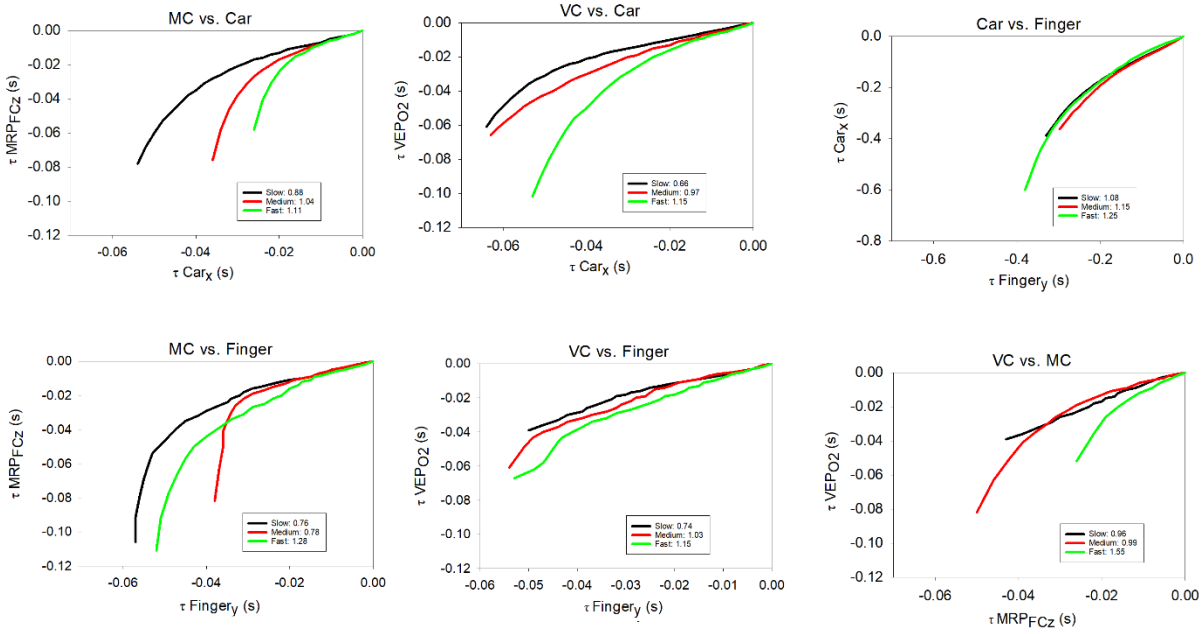 MC vs. Car
0.00
-0.02
-0.04
-0.06
-0.08
-0.10
-0.12
τ MRPFCz (s)
Slow: 0.88
Medium: 1.04
Fast: 1.11
-0.06 -0.04 -0.02 0.00
τ Carx (s)
VC vs. Car
0.00
-0.02
-0.04
-0.06
-0.08
-0.10
-0.12
τ VEPO2 (s)
Slow: 0.66
Medium: 0.97
Fast: 1.15
-0.06 -0.04 -0.02 0.00
τ Carx (s)
Car vs. Finger
0.0
-0.2
-0.4
-0.6
-0.8
τ Carx (s)
Slow: 1.08
Medium: 1.15
Fast: 1.25
-0.6 -0.4 -0.2 0.0
τ Fingery (s)
MC vs. Finger
0.00
-0.02
-0.04
-0.06
-0.08
-0.10
-0.12
τ MRPFCz (s)
Slow: 0.76
Medium: 0.78
Fast: 1.28
-0.06 -0.04 -0.02 0.00
τ Fingery (s)
VC vs. Finger
0.00
-0.02
-0.04
-0.06
-0.08
-0.10
-0.12
τ VEPO2 (s)
Slow: 0.74
Medium: 1.03
Fast: 1.15
-0.06 -0.05 -0.04 -0.03 -0.02 -0.01 0.00
τ Fingery (s)
VC vs. MC
0.00
-0.02
-0.04
-0.06
-0.08
-0.10
-0.12
τ VEPO2 (s)
Slow: 0.96
Medium: 0.99
Fast: 1.55
-0.06 -0.04 -0.02 0.00
τ MRPFCz (s)